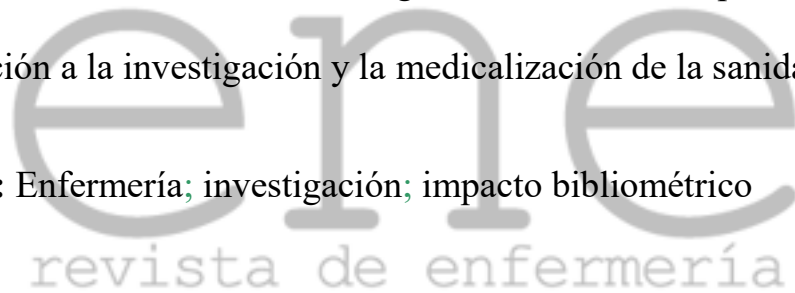 ción a la investigación y la medicalización de la sanida
: Enfermería; investigación; impacto bibliométrico
ene
revista de enfermería